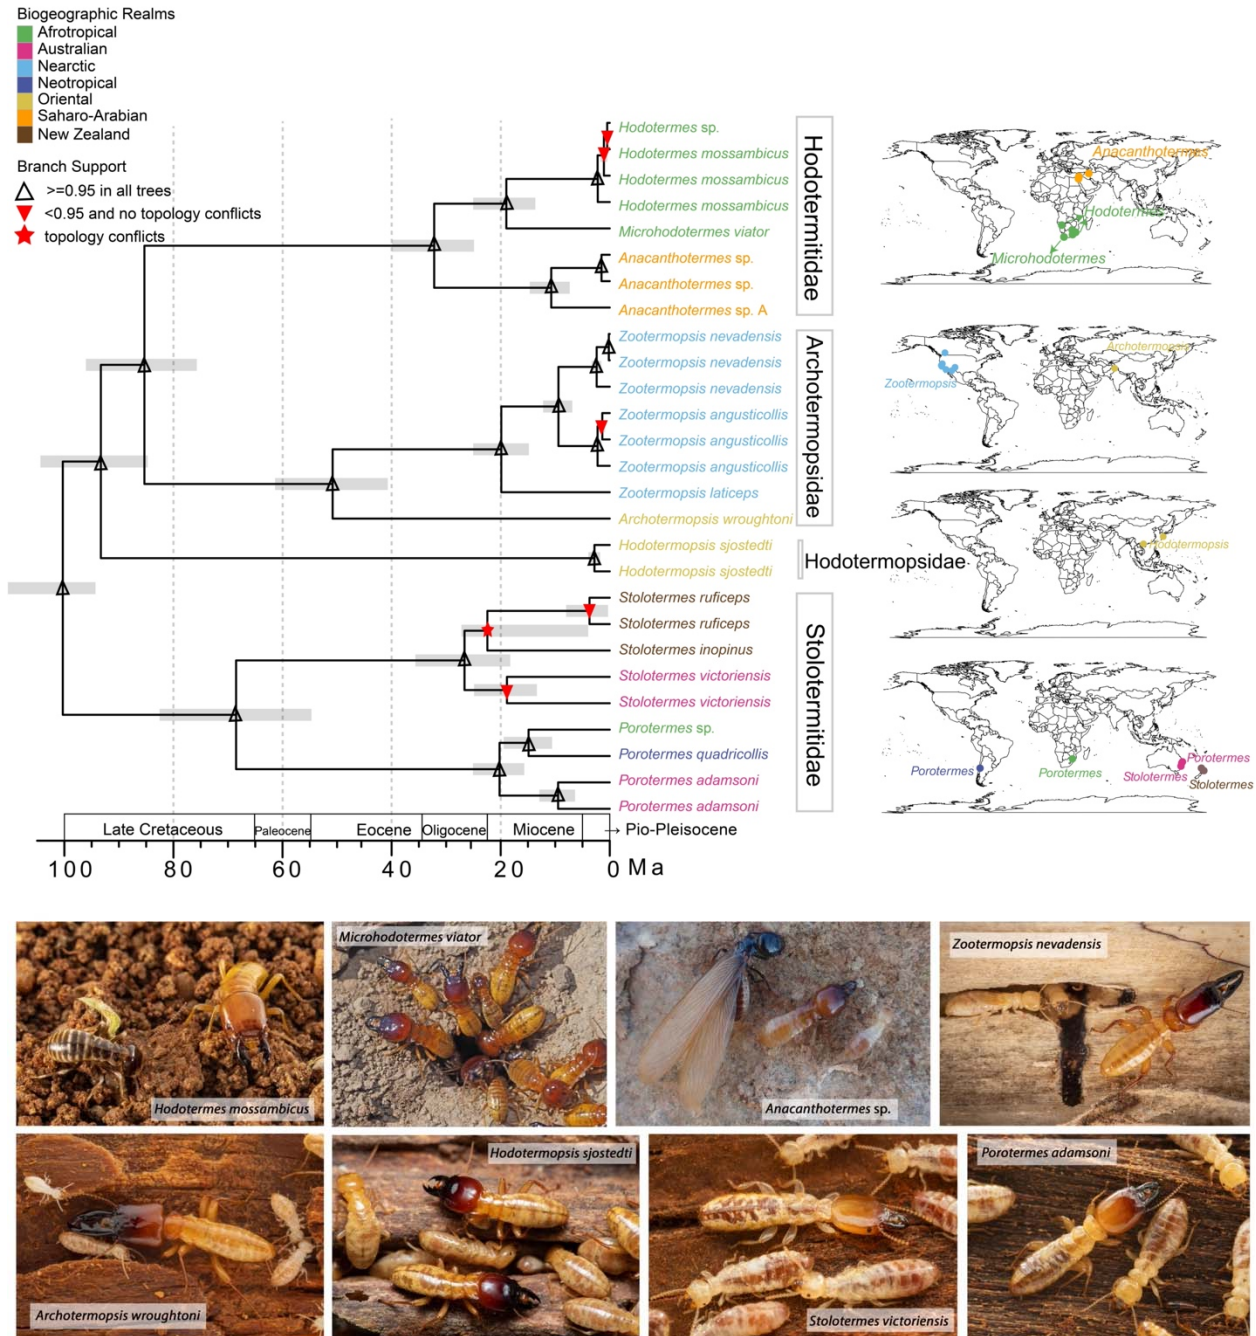 Biogeographic Realms
Afrotropical
Australian
Nearctic
Neotropical
Oriental
Saharo-Arabian
New Zealand
Branch Support
>=0.95 in all trees
<0.95 and no topology conflicts
topology conflicts
Hodotermes sp.
Hodotermes mossambicus
Hodotermes mossambicus
Hodotermes mossambicus
Microhodotermes viator
Anacanthotermes sp.
Anacanthotermes sp.
Anacanthotermes sp. A
Zootermopsis nevadensis
Zootermopsis nevadensis
Zootermopsis nevadensis
Zootermopsis angusticollis
Zootermopsis angusticollis
Zootermopsis angusticollis
Zootermopsis laticeps
Archotermopsis wroughtoni
Hodotermopsis sjostedti
Hodotermopsis sjostedti
Stolotermes ruficeps
Stolotermes ruficeps
Stolotermes inopinus
Stolotermes victoriensis
Stolotermes victoriensis
Porotermes sp.
Porotermes quadricollis
Porotermes adamsoni
Porotermes adamsoni
Hodotermitidae
Archotermopsidae
Hodotermopsidae
Stolotermitidae
Anacanthotermes
Hodotermes
Microhodotermes
Archotermopsis
Zootermopsis
Hodotermopsis
Porotermes
Porotermes
Stolotermes
Porotermes
Stolotermes
Late Cretaceous Paleocene Eocene Oligocene Miocene → Pio-Pleisocene
100 80 60 40 20 0 Ma
Hodotermes mossambicus
Microhodotermes viator
Anacanthotermes sp.
Zootermopsis nevadensis
Archotermopsis wroughtoni
Hodotermopsis sjostedti
Stolotermes victoriensis
Porotermes adamsoni